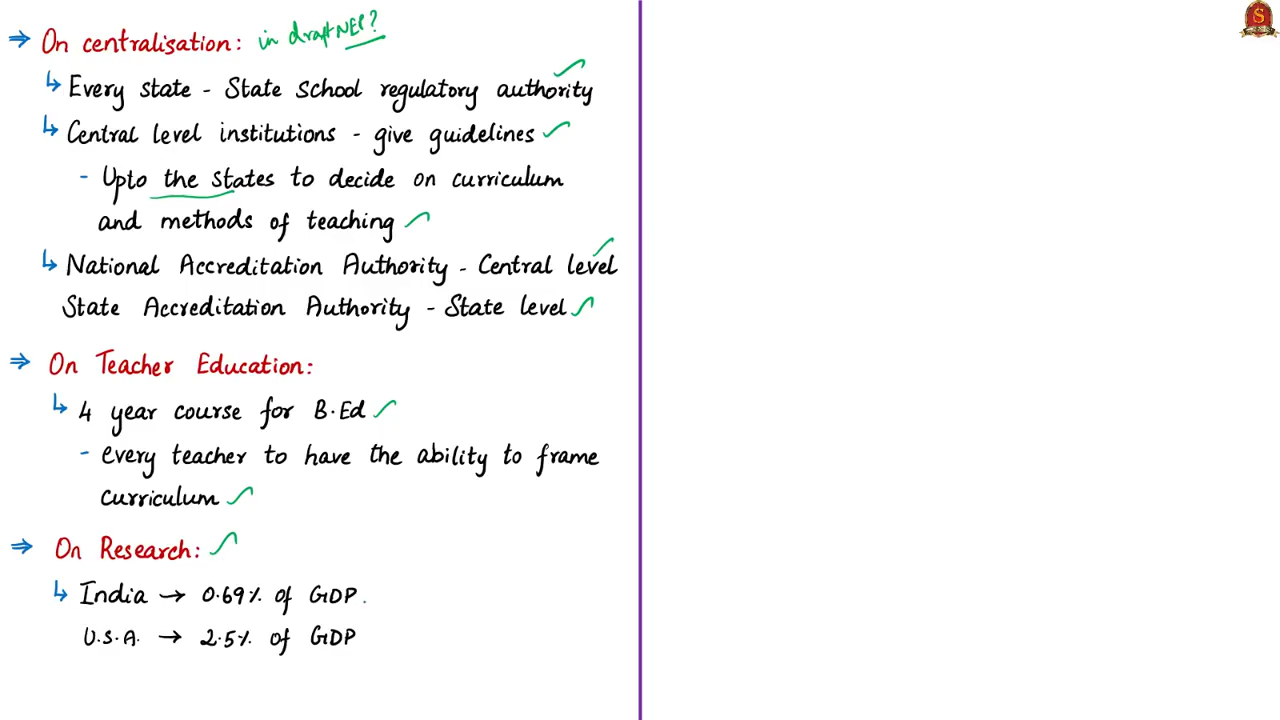 ⇒ On centralisation: in draft NEP?
↳ Every state - State school regulatory authority
↳ Central level institutions - give guidelines
- Upto the states to decide on curriculum
and methods of teaching
↳ National Accreditation Authority - Central level
State Accreditation Authority - State level
⇒ On Teacher Education:
↳ 4 year course for B.Ed
- every teacher to have the ability to frame
curriculum
⇒ On Research:
↳ India → 0.69% of GDP.
U.S.A. → 2.5% of GDP